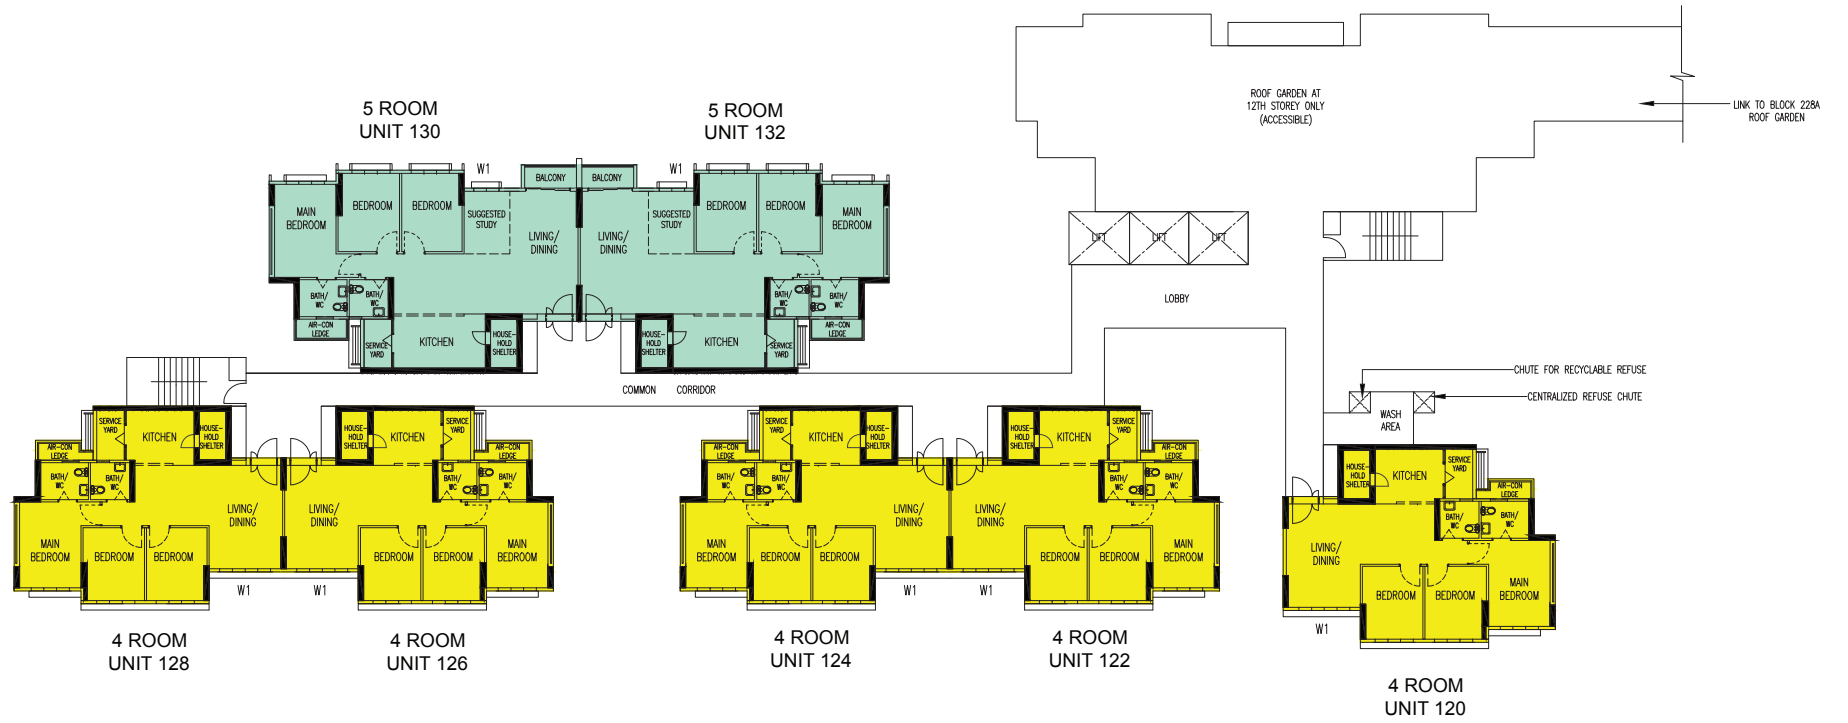 ROOF GARDEN AT
12TH STOREY ONLY
(ACCESSIBLE)
LINK TO BLOCK 228A
ROOF GARDEN
5 ROOM
UNIT 130
5 ROOM
UNIT 132
W1
W1
BALCONY
BALCONY
MAIN
BEDROOM
BEDROOM
BEDROOM
SUGGESTED
STUDY
LIVING/
DINING
LIVING/
DINING
SUGGESTED
STUDY
BEDROOM
BEDROOM
MAIN
BEDROOM
BATH/
WC
BATH/
WC
BATH/
WC
BATH/
WC
AIR-CON
LEDGE
AIR-CON
LEDGE
SERVICE
YARD
KITCHEN
HOUSE-
HOLD
SHELTER
HOUSE-
HOLD
SHELTER
KITCHEN
SERVICE
YARD
LIFT
LIFT
LIFT
LOBBY
COMMON CORRIDOR
CHUTE FOR RECYCLABLE REFUSE
CENTRALIZED REFUSE CHUTE
WASH
AREA
SERVICE
YARD
KITCHEN
HOUSE-
HOLD
SHELTER
AIR-CON
LEDGE
BATH/
WC
BATH/
WC
LIVING/
DINING
MAIN
BEDROOM
BEDROOM
BEDROOM
W1
4 ROOM
UNIT 128
HOUSE-
HOLD
SHELTER
KITCHEN
SERVICE
YARD
AIR-CON
LEDGE
BATH/
WC
BATH/
WC
LIVING/
DINING
BEDROOM
BEDROOM
MAIN
BEDROOM
W1
4 ROOM
UNIT 126
SERVICE
YARD
KITCHEN
HOUSE-
HOLD
SHELTER
AIR-CON
LEDGE
BATH/
WC
BATH/
WC
LIVING/
DINING
MAIN
BEDROOM
BEDROOM
BEDROOM
W1
4 ROOM
UNIT 124
HOUSE-
HOLD
SHELTER
KITCHEN
SERVICE
YARD
AIR-CON
LEDGE
BATH/
WC
BATH/
WC
LIVING/
DINING
BEDROOM
BEDROOM
MAIN
BEDROOM
W1
4 ROOM
UNIT 122
HOUSE-
HOLD
SHELTER
KITCHEN
SERVICE
YARD
AIR-CON
LEDGE
BATH/
WC
BATH/
WC
LIVING/
DINING
BEDROOM
BEDROOM
MAIN
BEDROOM
W1
4 ROOM
UNIT 120